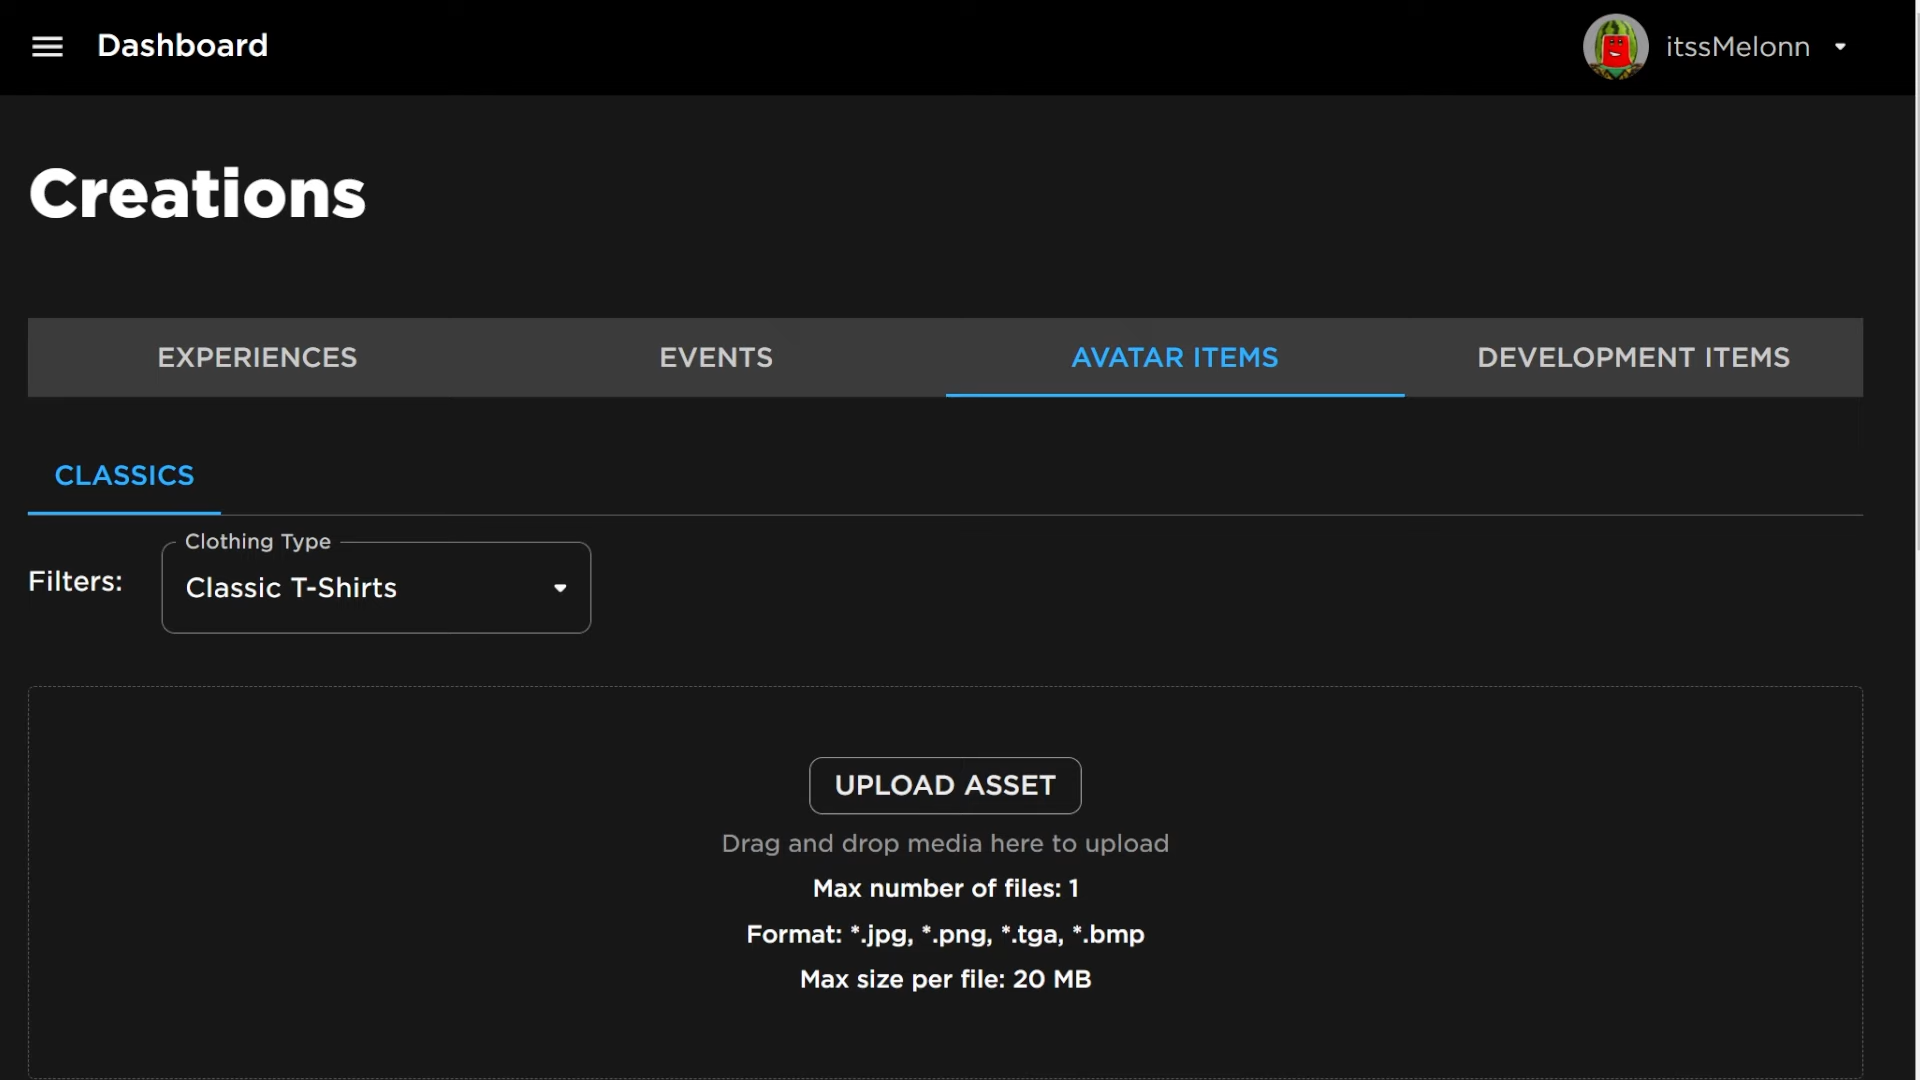 Dashboard
itssMelonn
Creations
EXPERIENCES
EVENTS
AVATAR ITEMS
DEVELOPMENT ITEMS
CLASSICS
Clothing Type
Filters:
Classic T-Shirts
UPLOAD ASSET
Drag and drop media here to upload
Max number of files: 1
Format: *.jpg, *.png, *.tga, *.bmp
Max size per file: 20 MB